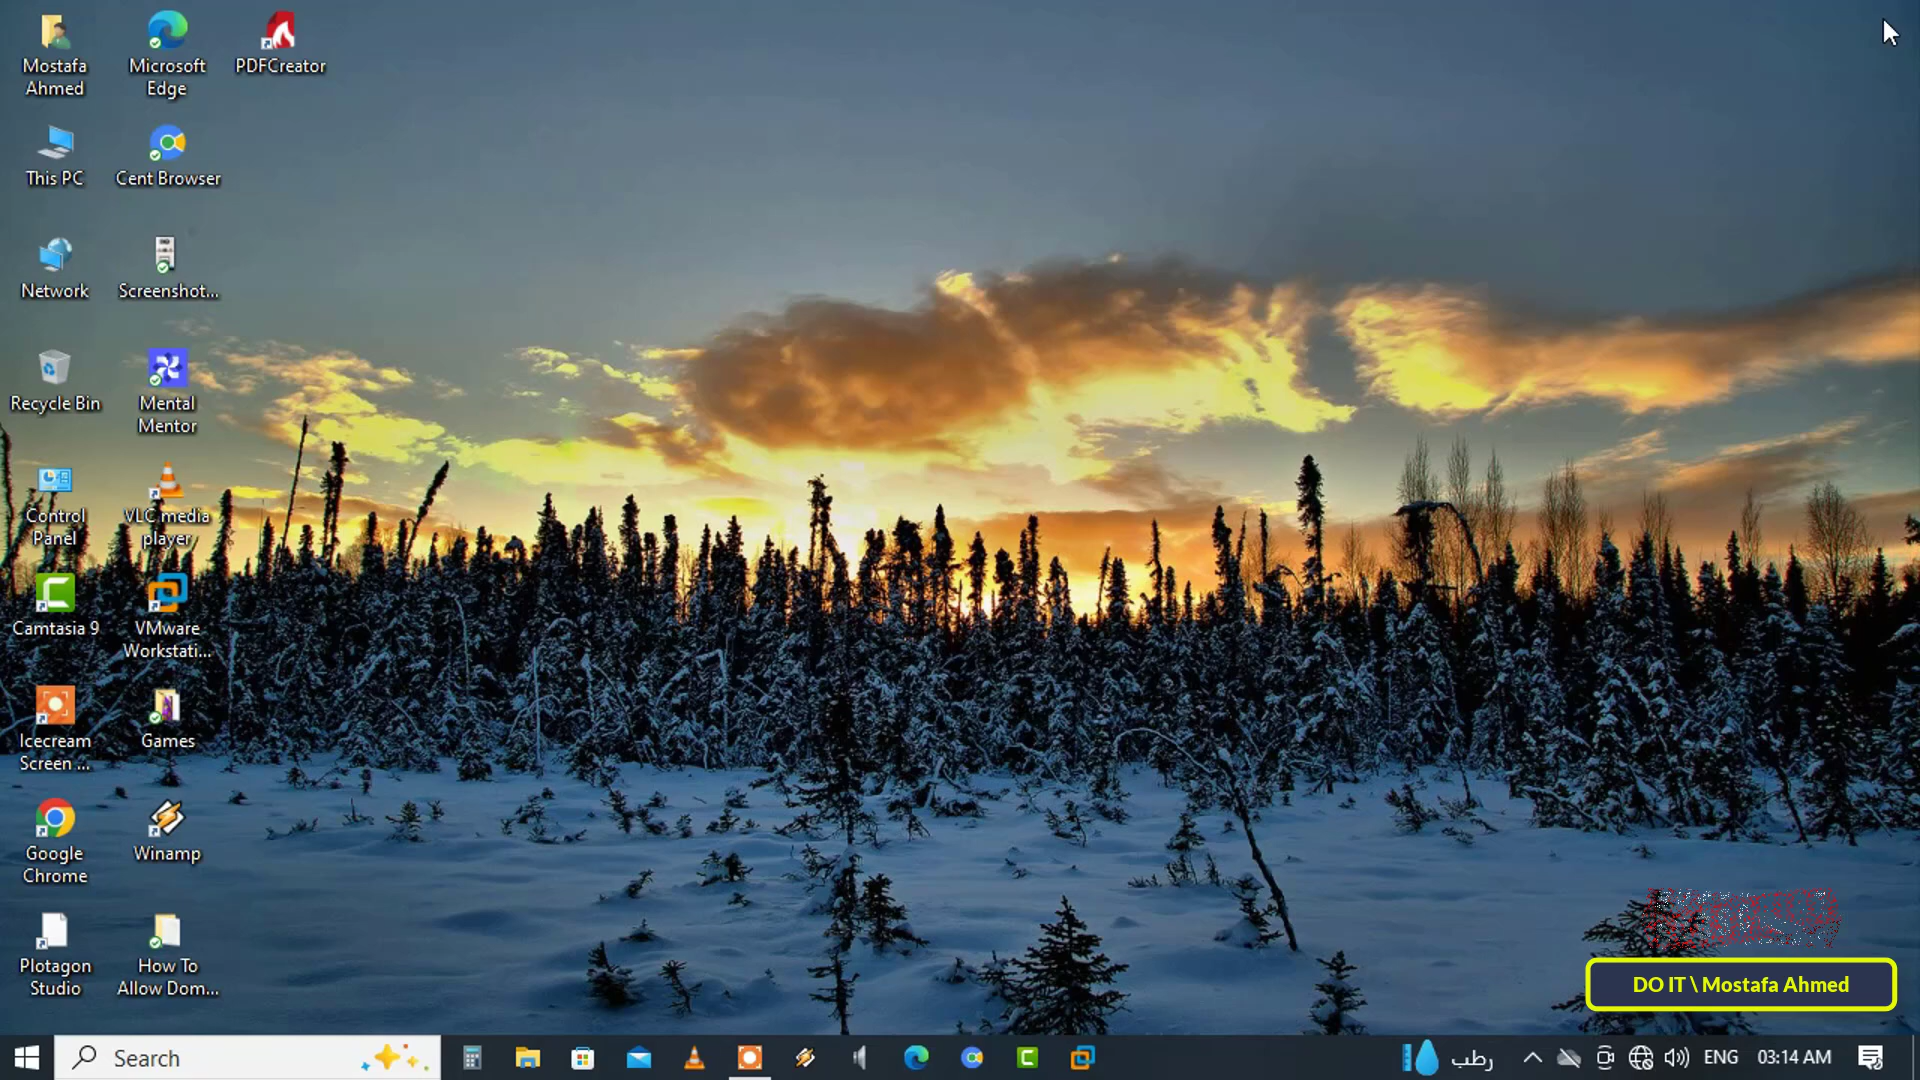 Mostafa
Ahmed
Microsoft
Edge
PDFCreator
This PC
Cent Browser
Network
Screenshot...
Recycle Bin
Mental
Mentor
Control
Panel
VLC media
player
Camtasia 9
VMware
Workstati...
Icecream
Screen ...
Games
Google
Chrome
Winamp
Plotagon
Studio
How To
Allow Dom...
DO IT \ Mostafa Ahmed
Search
رطب
ENG
03:14 AM